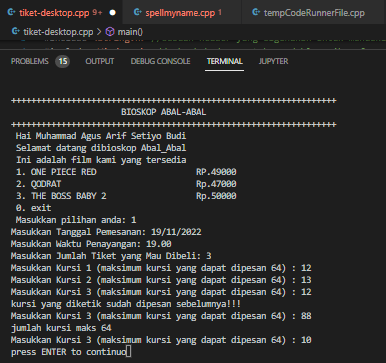 tiket-desktop.cpp 9+
spellmyname.cpp 1
tempCodeRunnerFile.cpp
tiket-desktop.cpp > main()
PROBLEMS 15 OUTPUT DEBUG CONSOLE TERMINAL JUPYTER
++++++++++++++++++++++++++++++++++++++++++++++++++++++++++++++++
BIOSKOP ABAL-ABAL
++++++++++++++++++++++++++++++++++++++++++++++++++++++++++++++++
Hai Muhammad Agus Arif Setiyo Budi
Selamat datang dibioskop Abal_Abal
Ini adalah film kami yang tersedia
1. ONE PIECE RED RP.49000
2. QODRAT Rp.47000
3. THE BOSS BABY 2 Rp.50000
0. exit
Masukkan pilihan anda: 1
Masukkan Tanggal Pemesanan: 19/11/2022
Masukkan Waktu Penayangan: 19.00
Masukkan Jumlah Tiket yang Mau Dibeli: 3
Masukkan Kursi 1 (maksimum kursi yang dapat dipesan 64) : 12
Masukkan Kursi 2 (maksimum kursi yang dapat dipesan 64) : 13
Masukkan Kursi 3 (maksimum kursi yang dapat dipesan 64) : 12
kursi yang diketik sudah dipesan sebelumnya!!!
Masukkan Kursi 3 (maksimum kursi yang dapat dipesan 64) : 88
jumlah kursi maks 64
Masukkan Kursi 3 (maksimum kursi yang dapat dipesan 64) : 10
press ENTER to continuo